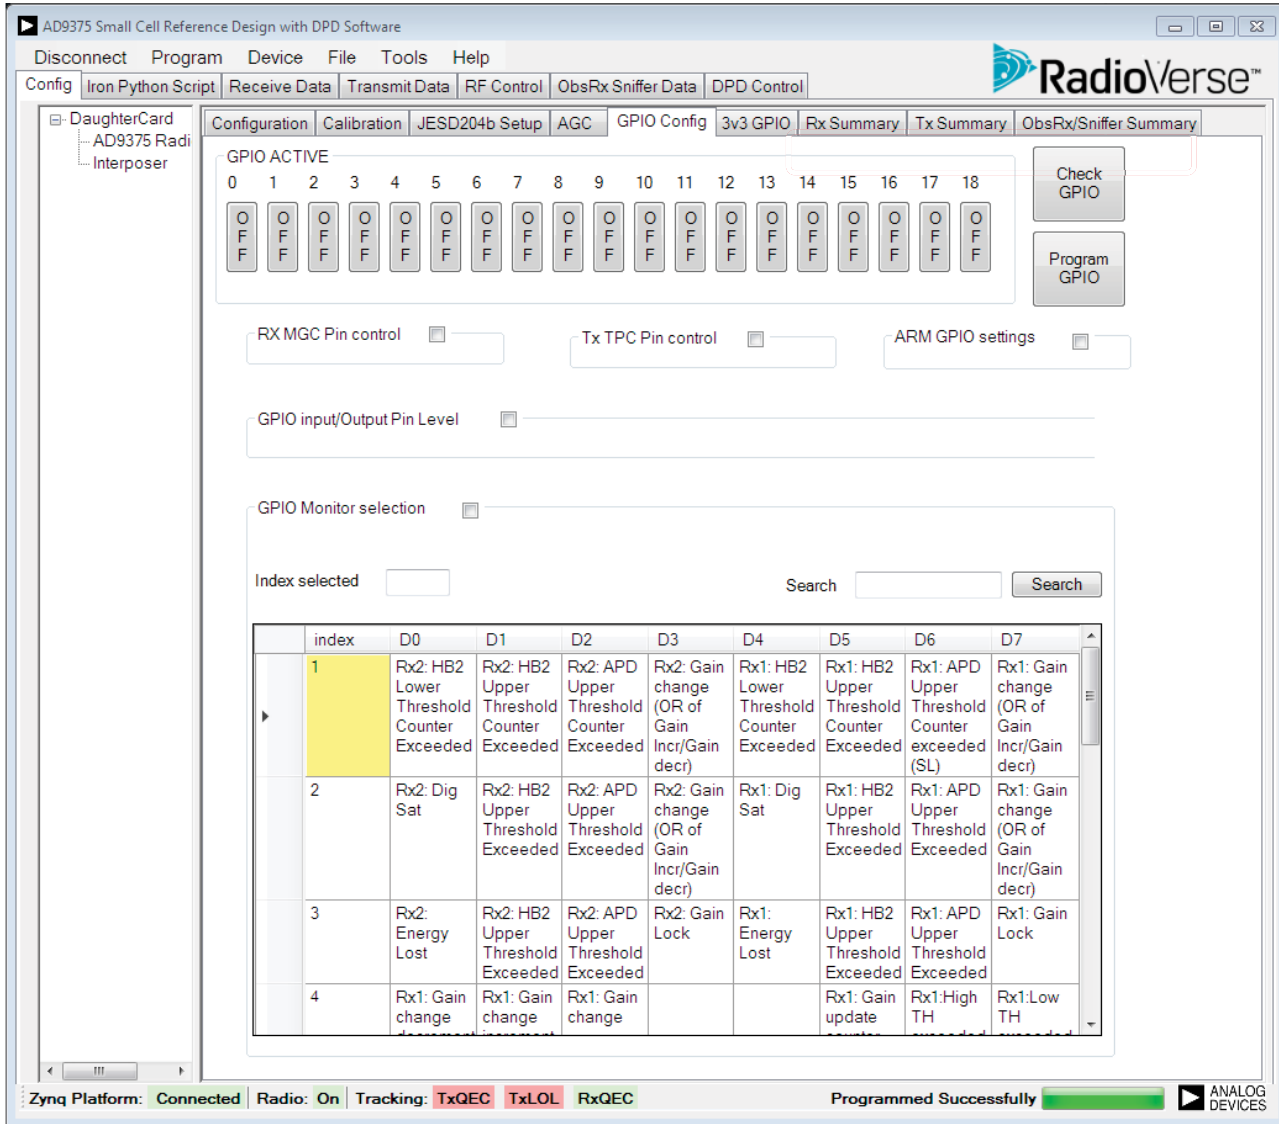 AD9375 Small Cell Reference Design with DPD Software
Disconnect Program Device File Tools Help
RadioVerse™
Config Iron Python Script Receive Data Transmit Data RF Control ObsRx Sniffer Data DPD Control
DaughterCard
AD9375 Radi
Interposer
Configuration Calibration JESD204b Setup AGC GPIO Config 3v3 GPIO Rx Summary Tx Summary ObsRx/Sniffer Summary
GPIO ACTIVE
0 1 2 3 4 5 6 7 8 9 10 11 12 13 14 15 16 17 18
OFF OFF OFF OFF OFF OFF OFF OFF OFF OFF OFF OFF OFF OFF OFF OFF OFF OFF OFF
Check
GPIO
Program
GPIO
RX MGC Pin control
Tx TPC Pin control
ARM GPIO settings
GPIO input/Output Pin Level
GPIO Monitor selection
Index selected
Search
Search
index D0 D1 D2 D3 D4 D5 D6 D7
1 Rx2: HB2 Rx2: HB2 Rx2: APD Rx2: Gain Rx1: HB2 Rx1: HB2 Rx1: APD Rx1: Gain
Lower Upper Upper change Lower Upper Upper change
Threshold Threshold Threshold (OR of Threshold Threshold Threshold (OR of
Counter Counter Counter Gain Counter Counter Counter Gain
Exceeded Exceeded Exceeded Incr/Gain Exceeded Exceeded exceeded Incr/Gain
decr) (SL) decr)
2 Rx2: Dig Rx2: HB2 Rx2: APD Rx2: Gain Rx1: Dig Rx1: HB2 Rx1: APD Rx1: Gain
Sat Upper Upper change Sat Upper Upper change
Threshold Threshold (OR of Threshold Threshold (OR of
Exceeded Exceeded Gain Exceeded Exceeded Gain
Incr/Gain Incr/Gain
decr) decr)
3 Rx2: Rx2: HB2 Rx2: APD Rx2: Gain Rx1: Rx1: HB2 Rx1: APD Rx1: Gain
Energy Upper Upper Lock Energy Upper Upper Lock
Lost Threshold Threshold Lost Threshold Threshold
Exceeded Exceeded Exceeded Exceeded
4 Rx1: Gain Rx1: Gain Rx1: Gain Rx1: Gain Rx1:High Rx1:Low
change change change update TH TH
Zynq Platform: Connected Radio: On Tracking: TxQEC TxLOL RxQEC Programmed Successfully
ANALOG
DEVICES